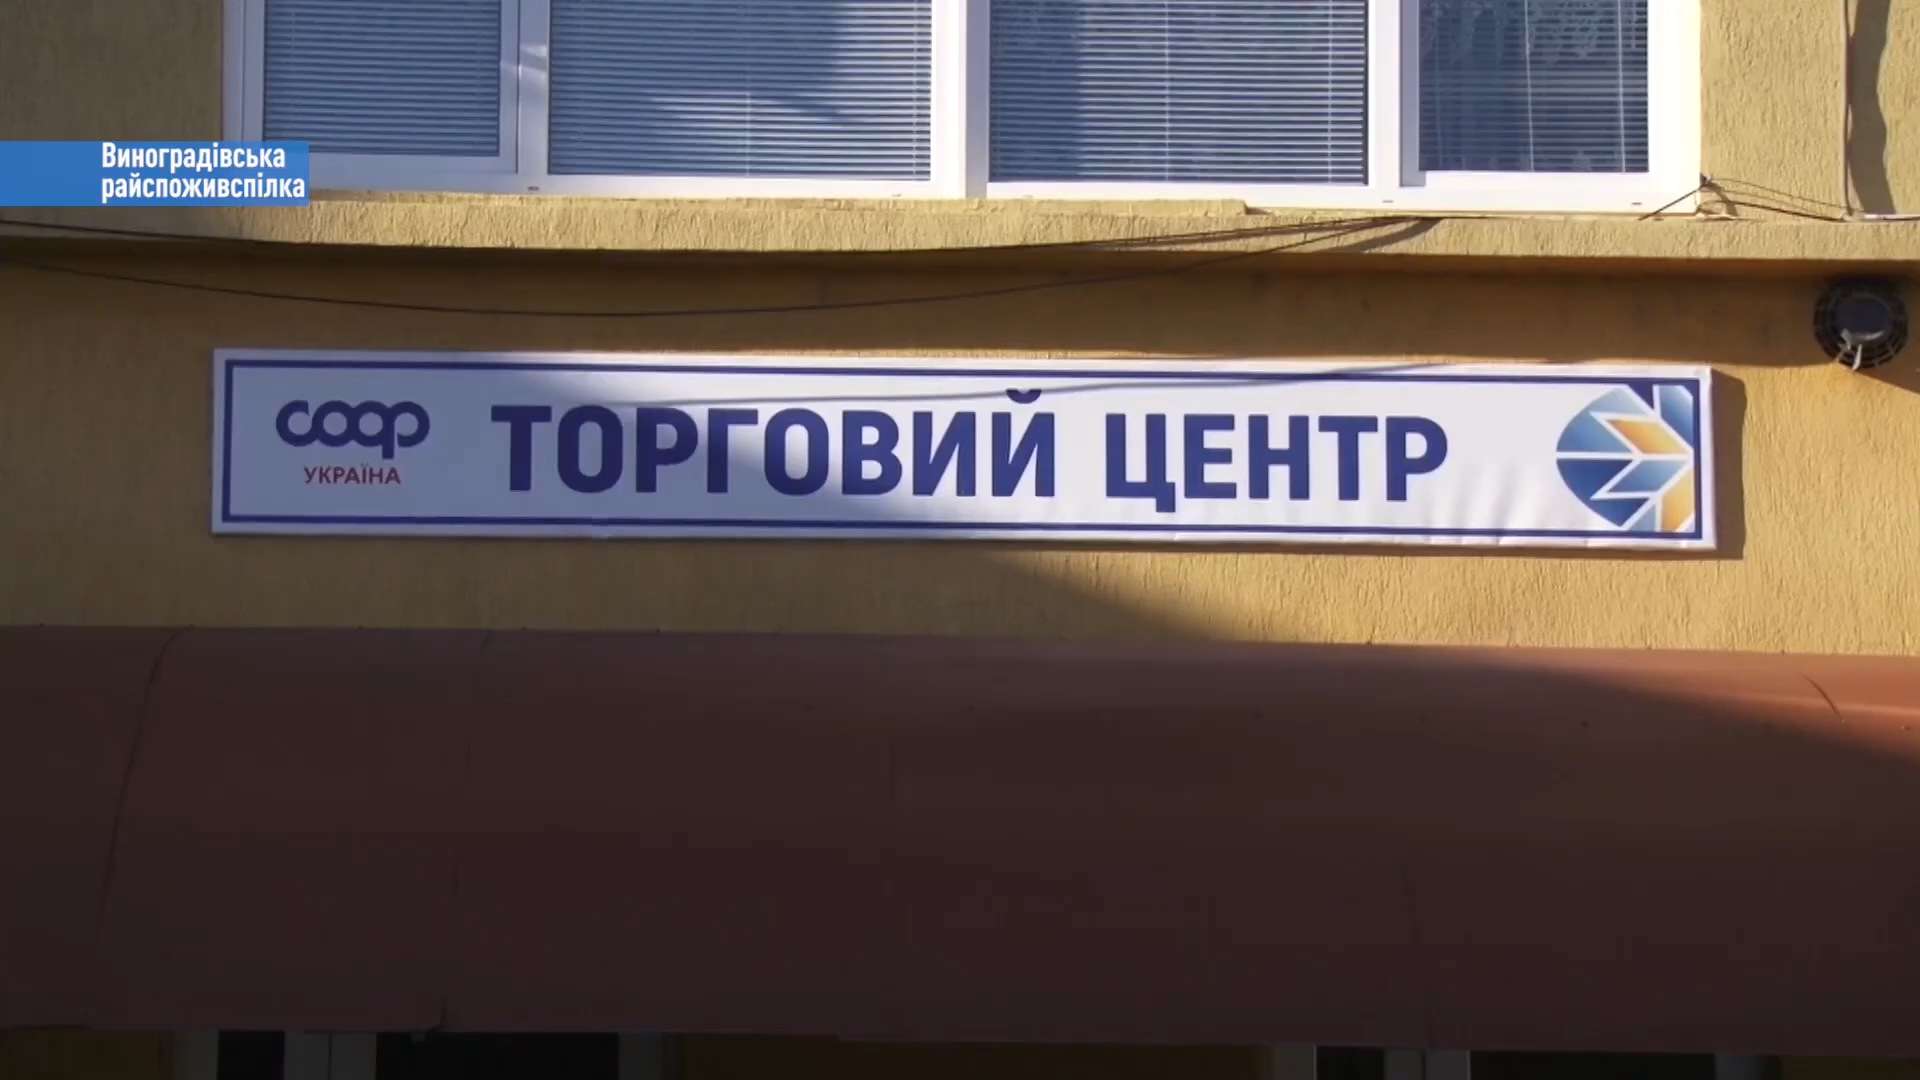 Виноградівська
райспоживспілка
coop
УКРАЇНА
ТОРГОВИЙ ЦЕНТР